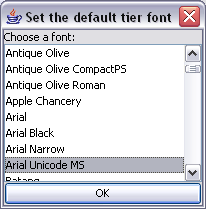 Set the default tier font
Choose a font:
Antique Olive
Antique Olive CompactPS
Antique Olive Roman
Apple Chancery
Arial
Arial Black
Arial Narrow
Arial Unicode MS
Batang
OK